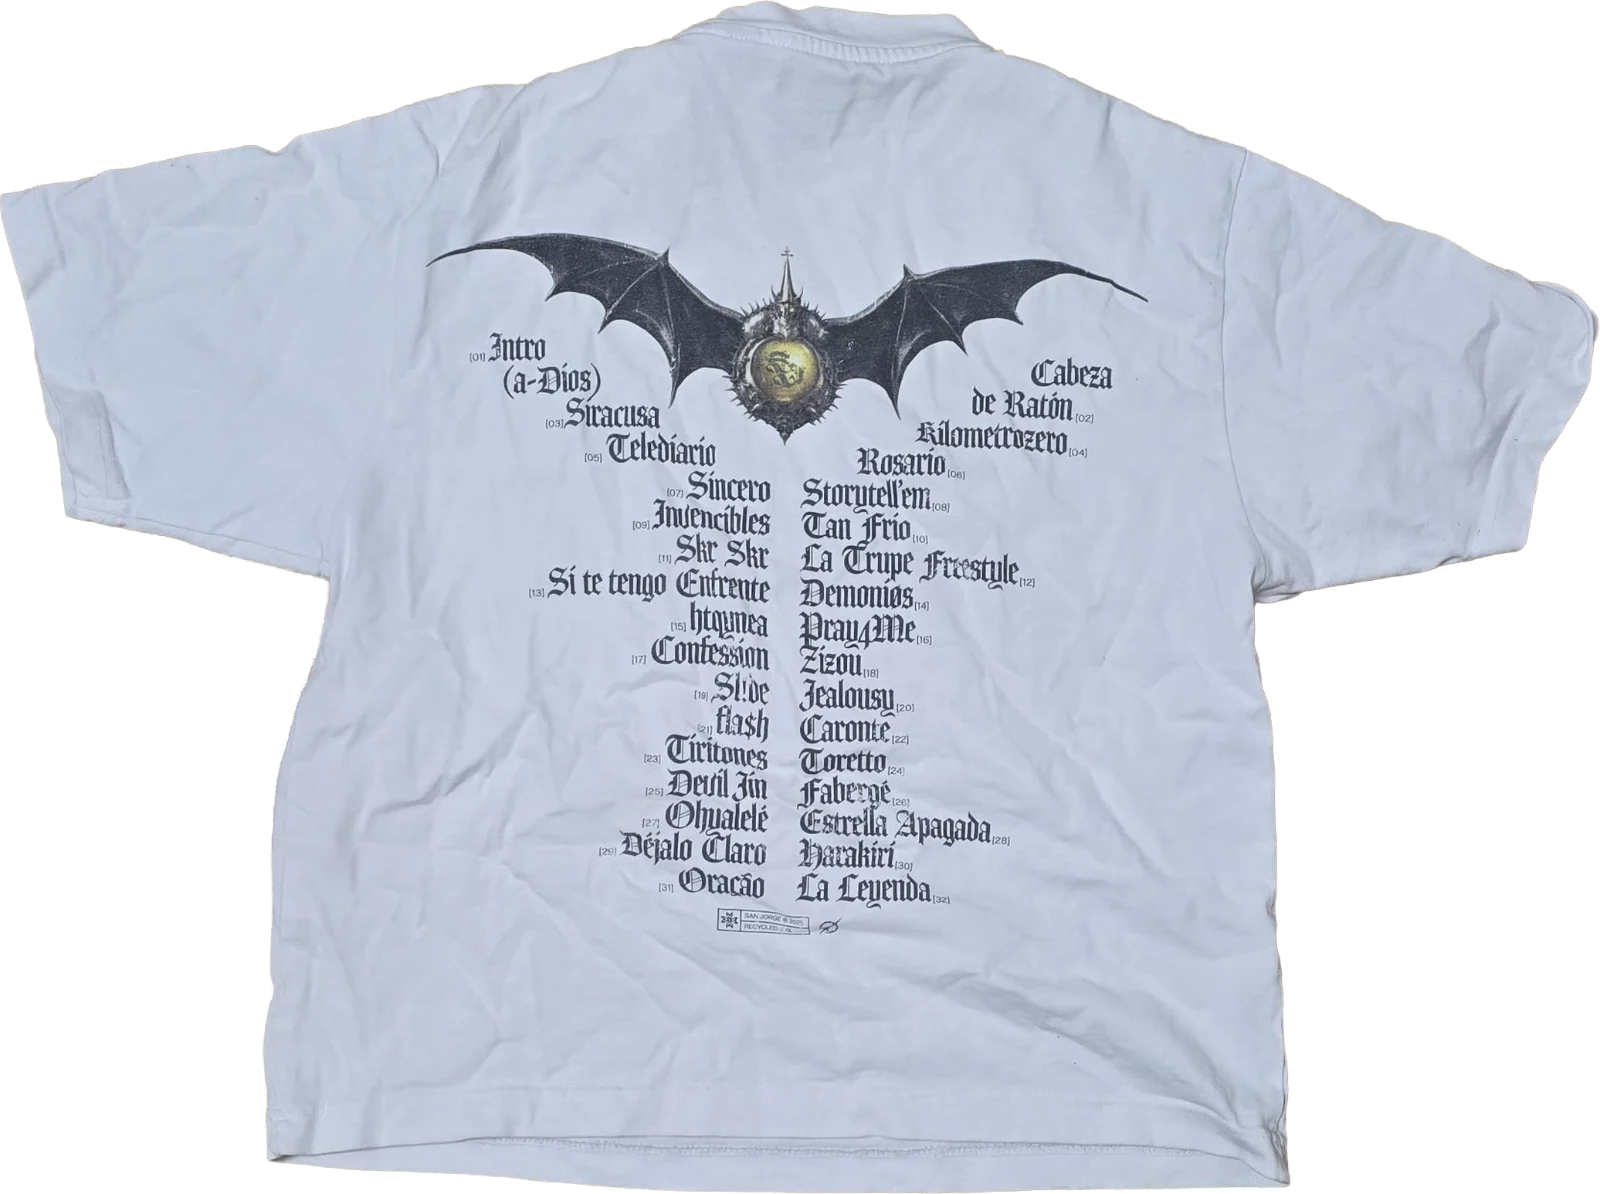 [01] Intro
(a-Dios)
Cabeza
de Ratón [02]
[03] Siracusa
Kilometrozero [04]
[05] Telediario
Rosario [06]
[07] Sincero
Storytell'em [08]
[09] Invencibles
Tan Frío [10]
[11] Skr Skr
La Trupe Freestyle [12]
[13] Si te tengo Enfrente
Demoniøs [14]
[15] htqynea
Pray4Me [16]
[17] Confession
Zizou [18]
[19] Sl!de
Jealousy [20]
[21] fla$h
Caronte [22]
[23] Tiritones
Toretto [24]
[25] Devil Jin
Fabergé [26]
[27] Ohyalelé
Estrella Apagada [28]
[29] Déjalo Claro
Harakiri [30]
[31] Oração
La Leyenda [32]
SAN JORGE © 2025
RECYCLED